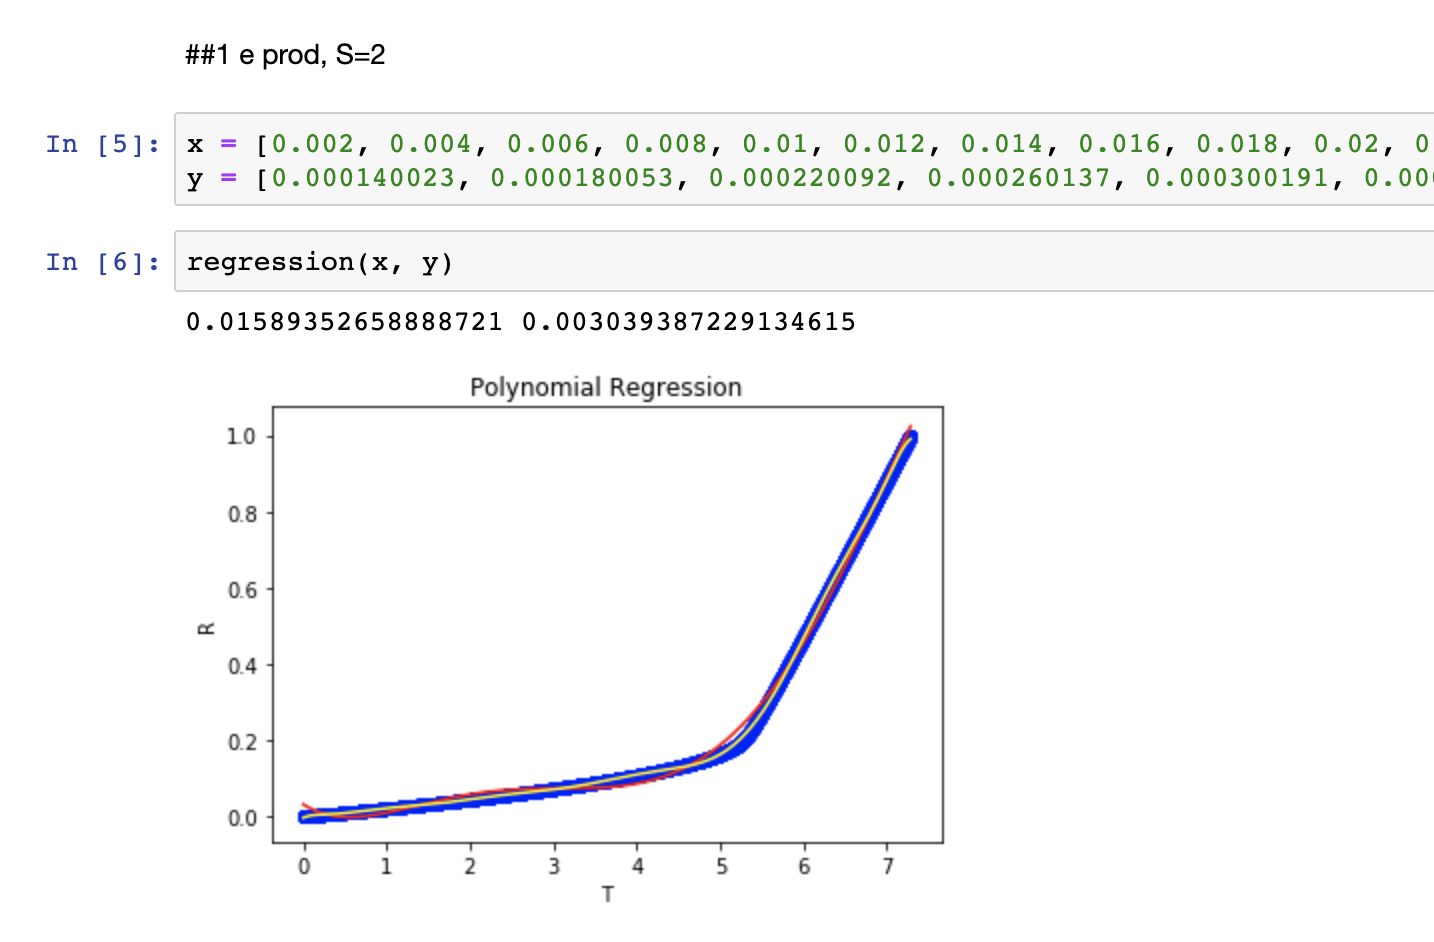 ##1 e prod, S=2
In [5]: x = [0.002, 0.004, 0.006, 0.008, 0.01, 0.012, 0.014, 0.016, 0.018, 0.02, 0
y = [0.000140023, 0.000180053, 0.000220092, 0.000260137, 0.000300191, 0.00
In [6]: regression(x, y)
0.01589352658888721 0.003039387229134615
Polynomial Regression
1.0
0.8
0.6
R
0.4
0.2
0.0
0 1 2 3 4 5 6 7
T